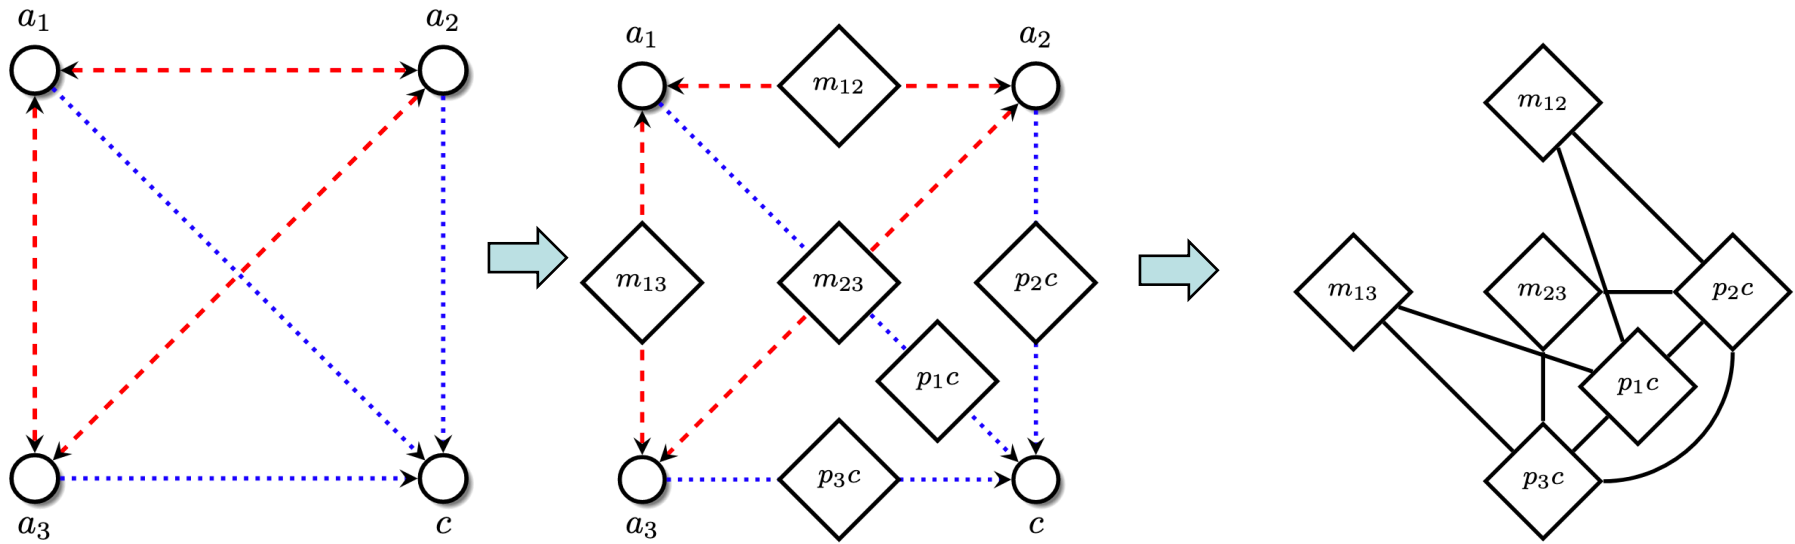 a₁ a₂
a₃ c
a₁ m₁₂ a₂
m₁₃ m₂₃ p₂c
p₁c
a₃ p₃c c
m₁₂
m₁₃ m₂₃ p₂c
p₁c
p₃c